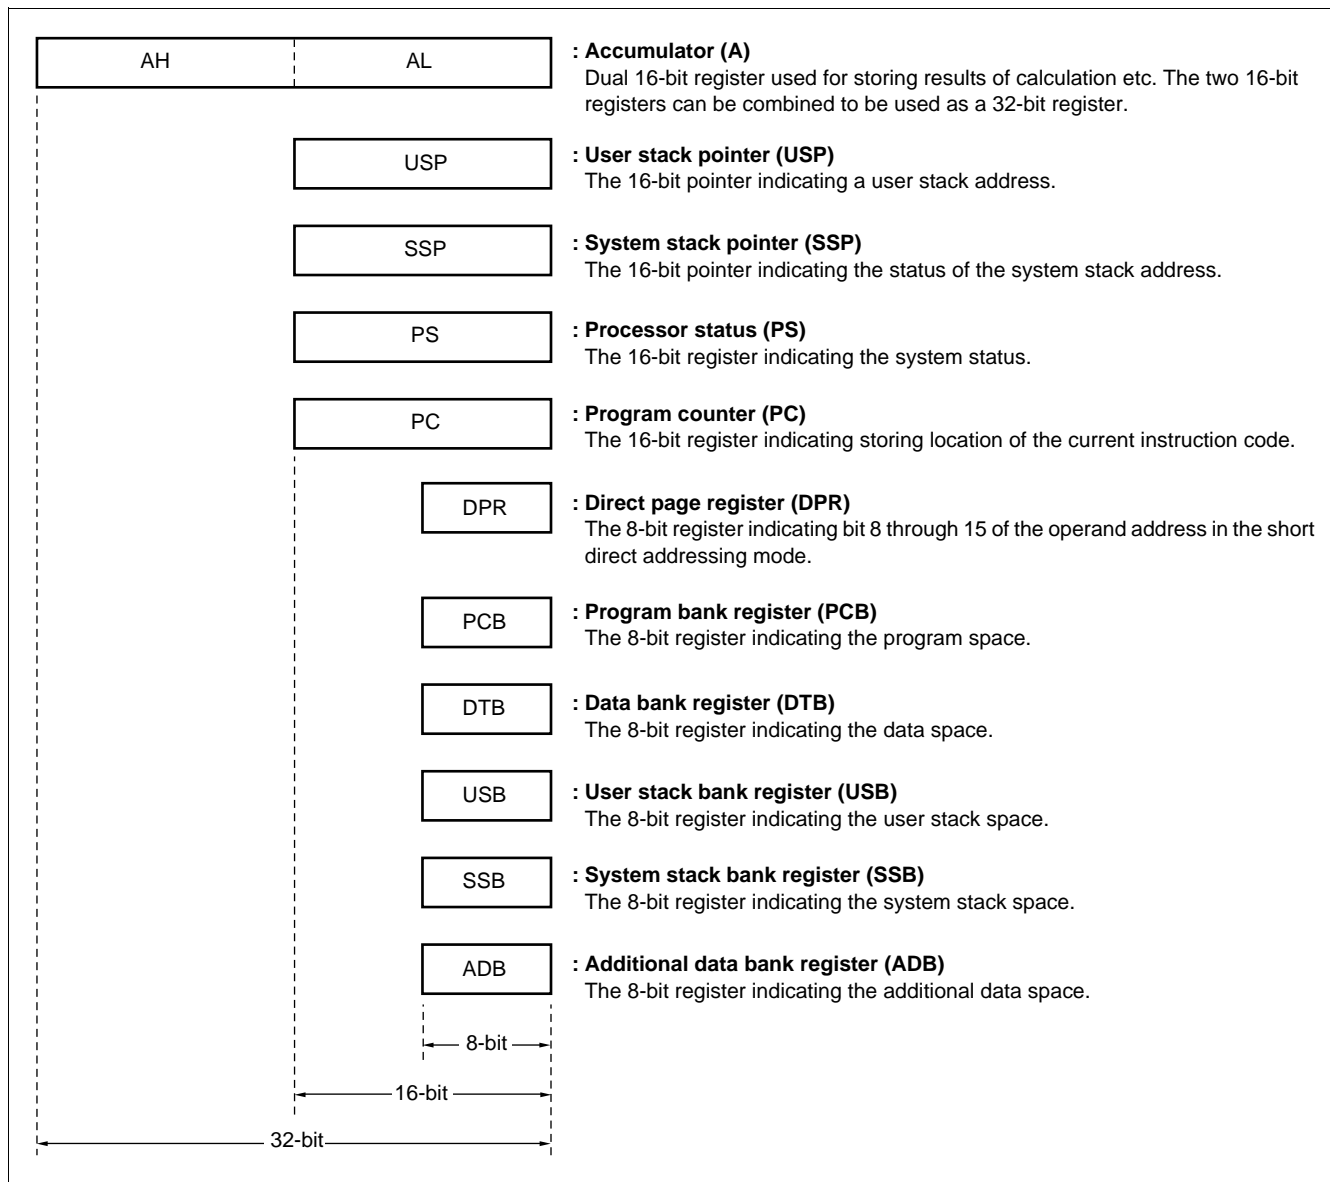 AH AL : Accumulator (A)
Dual 16-bit register used for storing results of calculation etc. The two 16-bit
registers can be combined to be used as a 32-bit register.
USP : User stack pointer (USP)
The 16-bit pointer indicating a user stack address.
SSP : System stack pointer (SSP)
The 16-bit pointer indicating the status of the system stack address.
PS : Processor status (PS)
The 16-bit register indicating the system status.
PC : Program counter (PC)
The 16-bit register indicating storing location of the current instruction code.
DPR : Direct page register (DPR)
The 8-bit register indicating bit 8 through 15 of the operand address in the short
direct addressing mode.
PCB : Program bank register (PCB)
The 8-bit register indicating the program space.
DTB : Data bank register (DTB)
The 8-bit register indicating the data space.
USB : User stack bank register (USB)
The 8-bit register indicating the user stack space.
SSB : System stack bank register (SSB)
The 8-bit register indicating the system stack space.
ADB : Additional data bank register (ADB)
The 8-bit register indicating the additional data space.
8-bit
16-bit
32-bit